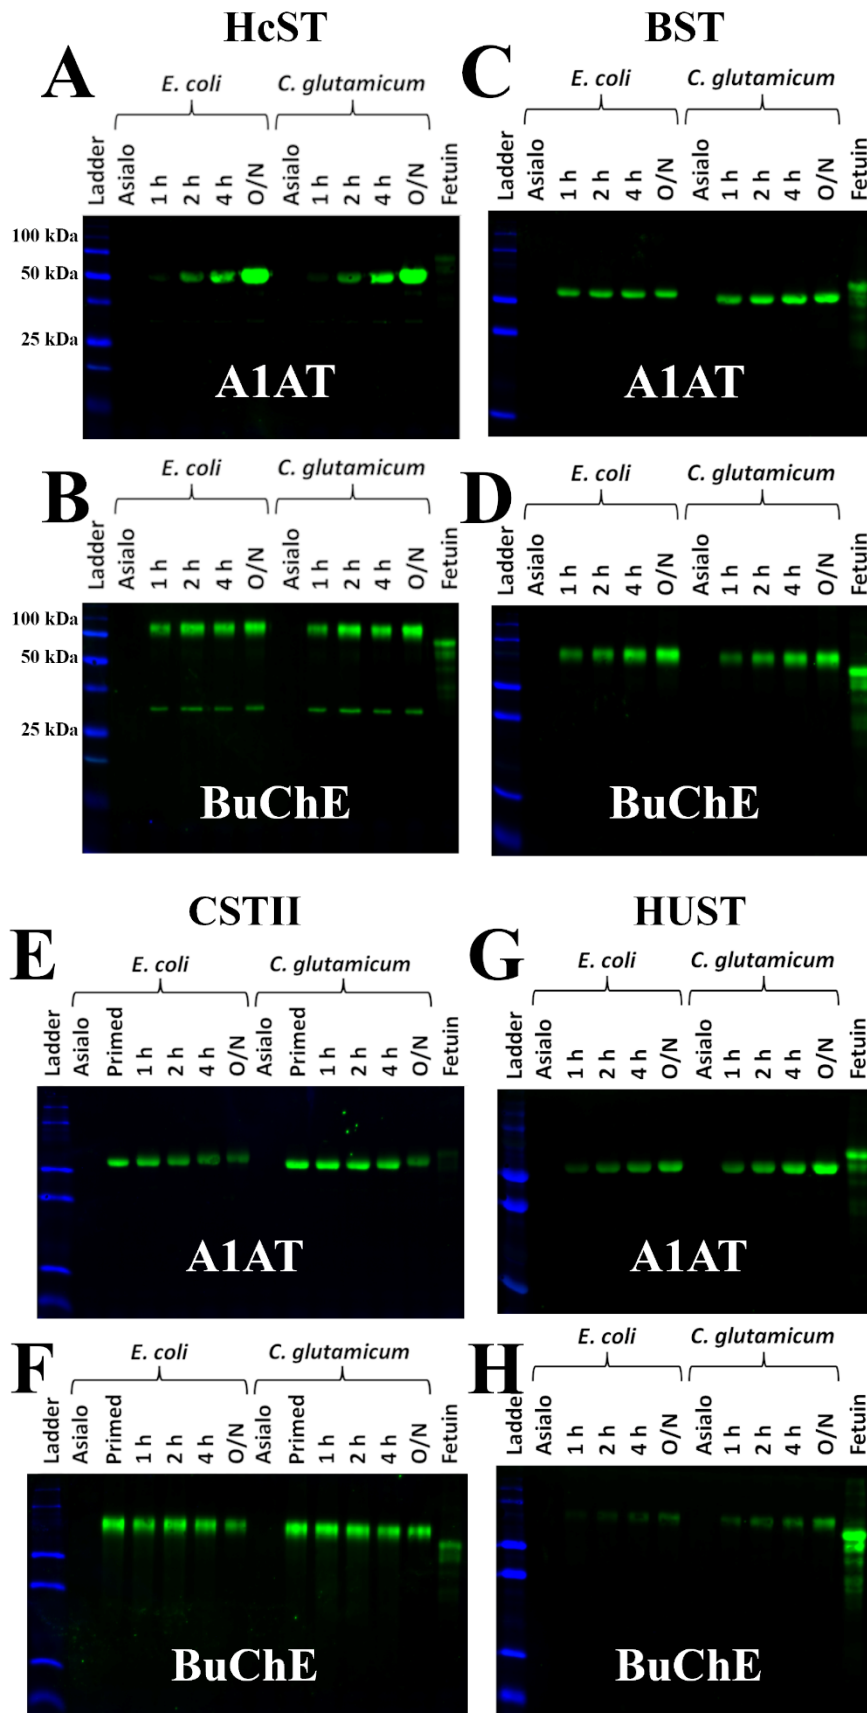 HcST
A
E. coli
C. glutamicum
Ladder
Asialo
1 h
2 h
4 h
O/N
Asialo
1 h
2 h
4 h
O/N
Fetuin
100 kDa
50 kDa
25 kDa
A1AT
B
E. coli
C. glutamicum
Ladder
Asialo
1 h
2 h
4 h
O/N
Asialo
1 h
2 h
4 h
O/N
Fetuin
100 kDa
50 kDa
25 kDa
BuChE
BST
C
E. coli
C. glutamicum
Ladder
Asialo
1 h
2 h
4 h
O/N
Asialo
1 h
2 h
4 h
O/N
Fetuin
A1AT
D
E. coli
C. glutamicum
Ladder
Asialo
1 h
2 h
4 h
O/N
Asialo
1 h
2 h
4 h
O/N
Fetuin
BuChE
CSTII
E
E. coli
C. glutamicum
Ladder
Asialo
Primed
1 h
2 h
4 h
O/N
Asialo
Primed
1 h
2 h
4 h
O/N
Fetuin
A1AT
F
E. coli
C. glutamicum
Ladder
Asialo
Primed
1 h
2 h
4 h
O/N
Asialo
Primed
1 h
2 h
4 h
O/N
Fetuin
BuChE
HUST
G
E. coli
C. glutamicum
Ladder
Asialo
1 h
2 h
4 h
O/N
Asialo
1 h
2 h
4 h
O/N
Fetuin
A1AT
H
E. coli
C. glutamicum
Ladder
Asialo
1 h
2 h
4 h
O/N
Asialo
1 h
2 h
4 h
O/N
Fetuin
BuChE